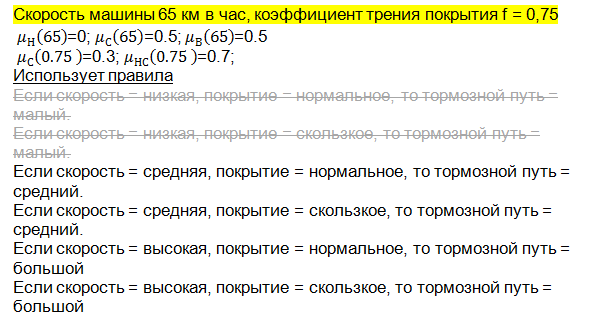 Скорость машины 65 км в час, коэффициент трения покрытия f = 0,75
μН(65)=0; μС(65)=0.5; μВ(65)=0.5
μС(0.75 )=0.3; μНС(0.75 )=0.7;
Использует правила
Если скорость = низкая, покрытие = нормальное, то тормозной путь =
малый.
Если скорость = низкая, покрытие = скользкое, то тормозной путь =
малый.
Если скорость = средняя, покрытие = нормальное, то тормозной путь =
средний.
Если скорость = средняя, покрытие = скользкое, то тормозной путь =
средний.
Если скорость = высокая, покрытие = нормальное, то тормозной путь =
большой
Если скорость = высокая, покрытие = скользкое, то тормозной путь =
большой